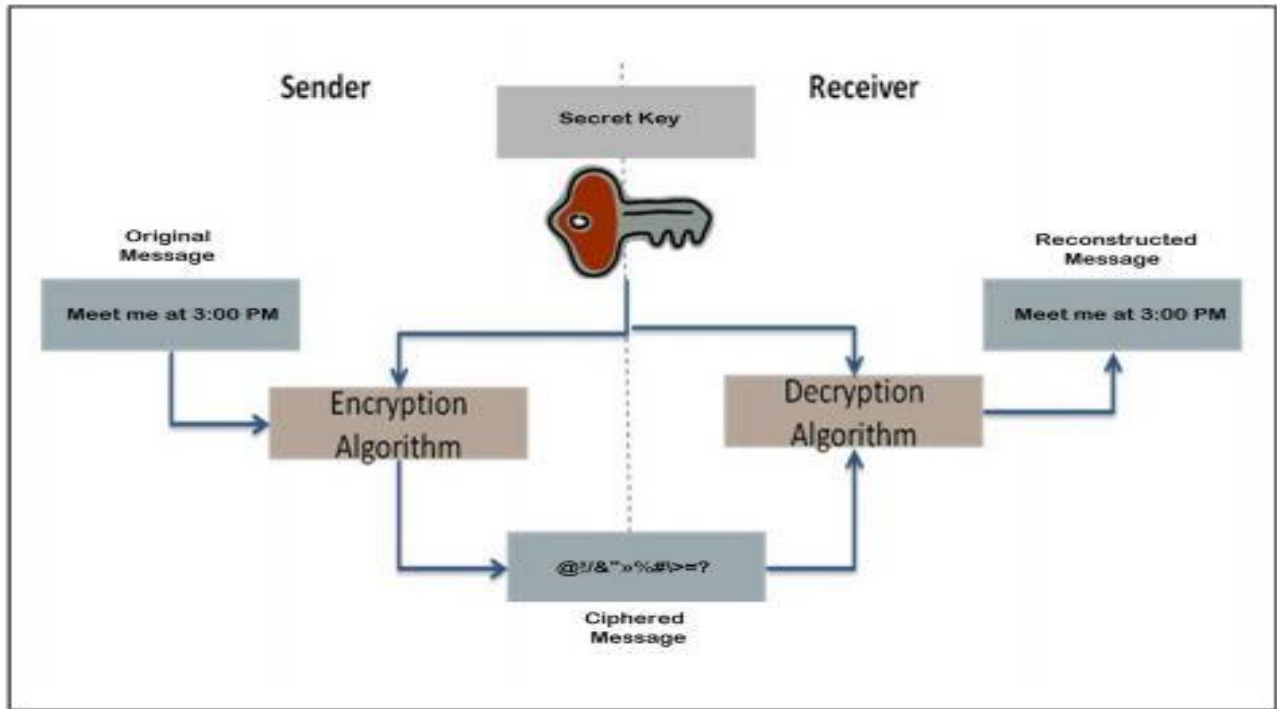 Sender
Receiver
Secret Key
Original
Message
Reconstructed
Message
Meet me at 3:00 PM
Meet me at 3:00 PM
Encryption
Algorithm
Decryption
Algorithm
@!/&"»%#\>=?
Ciphered
Message